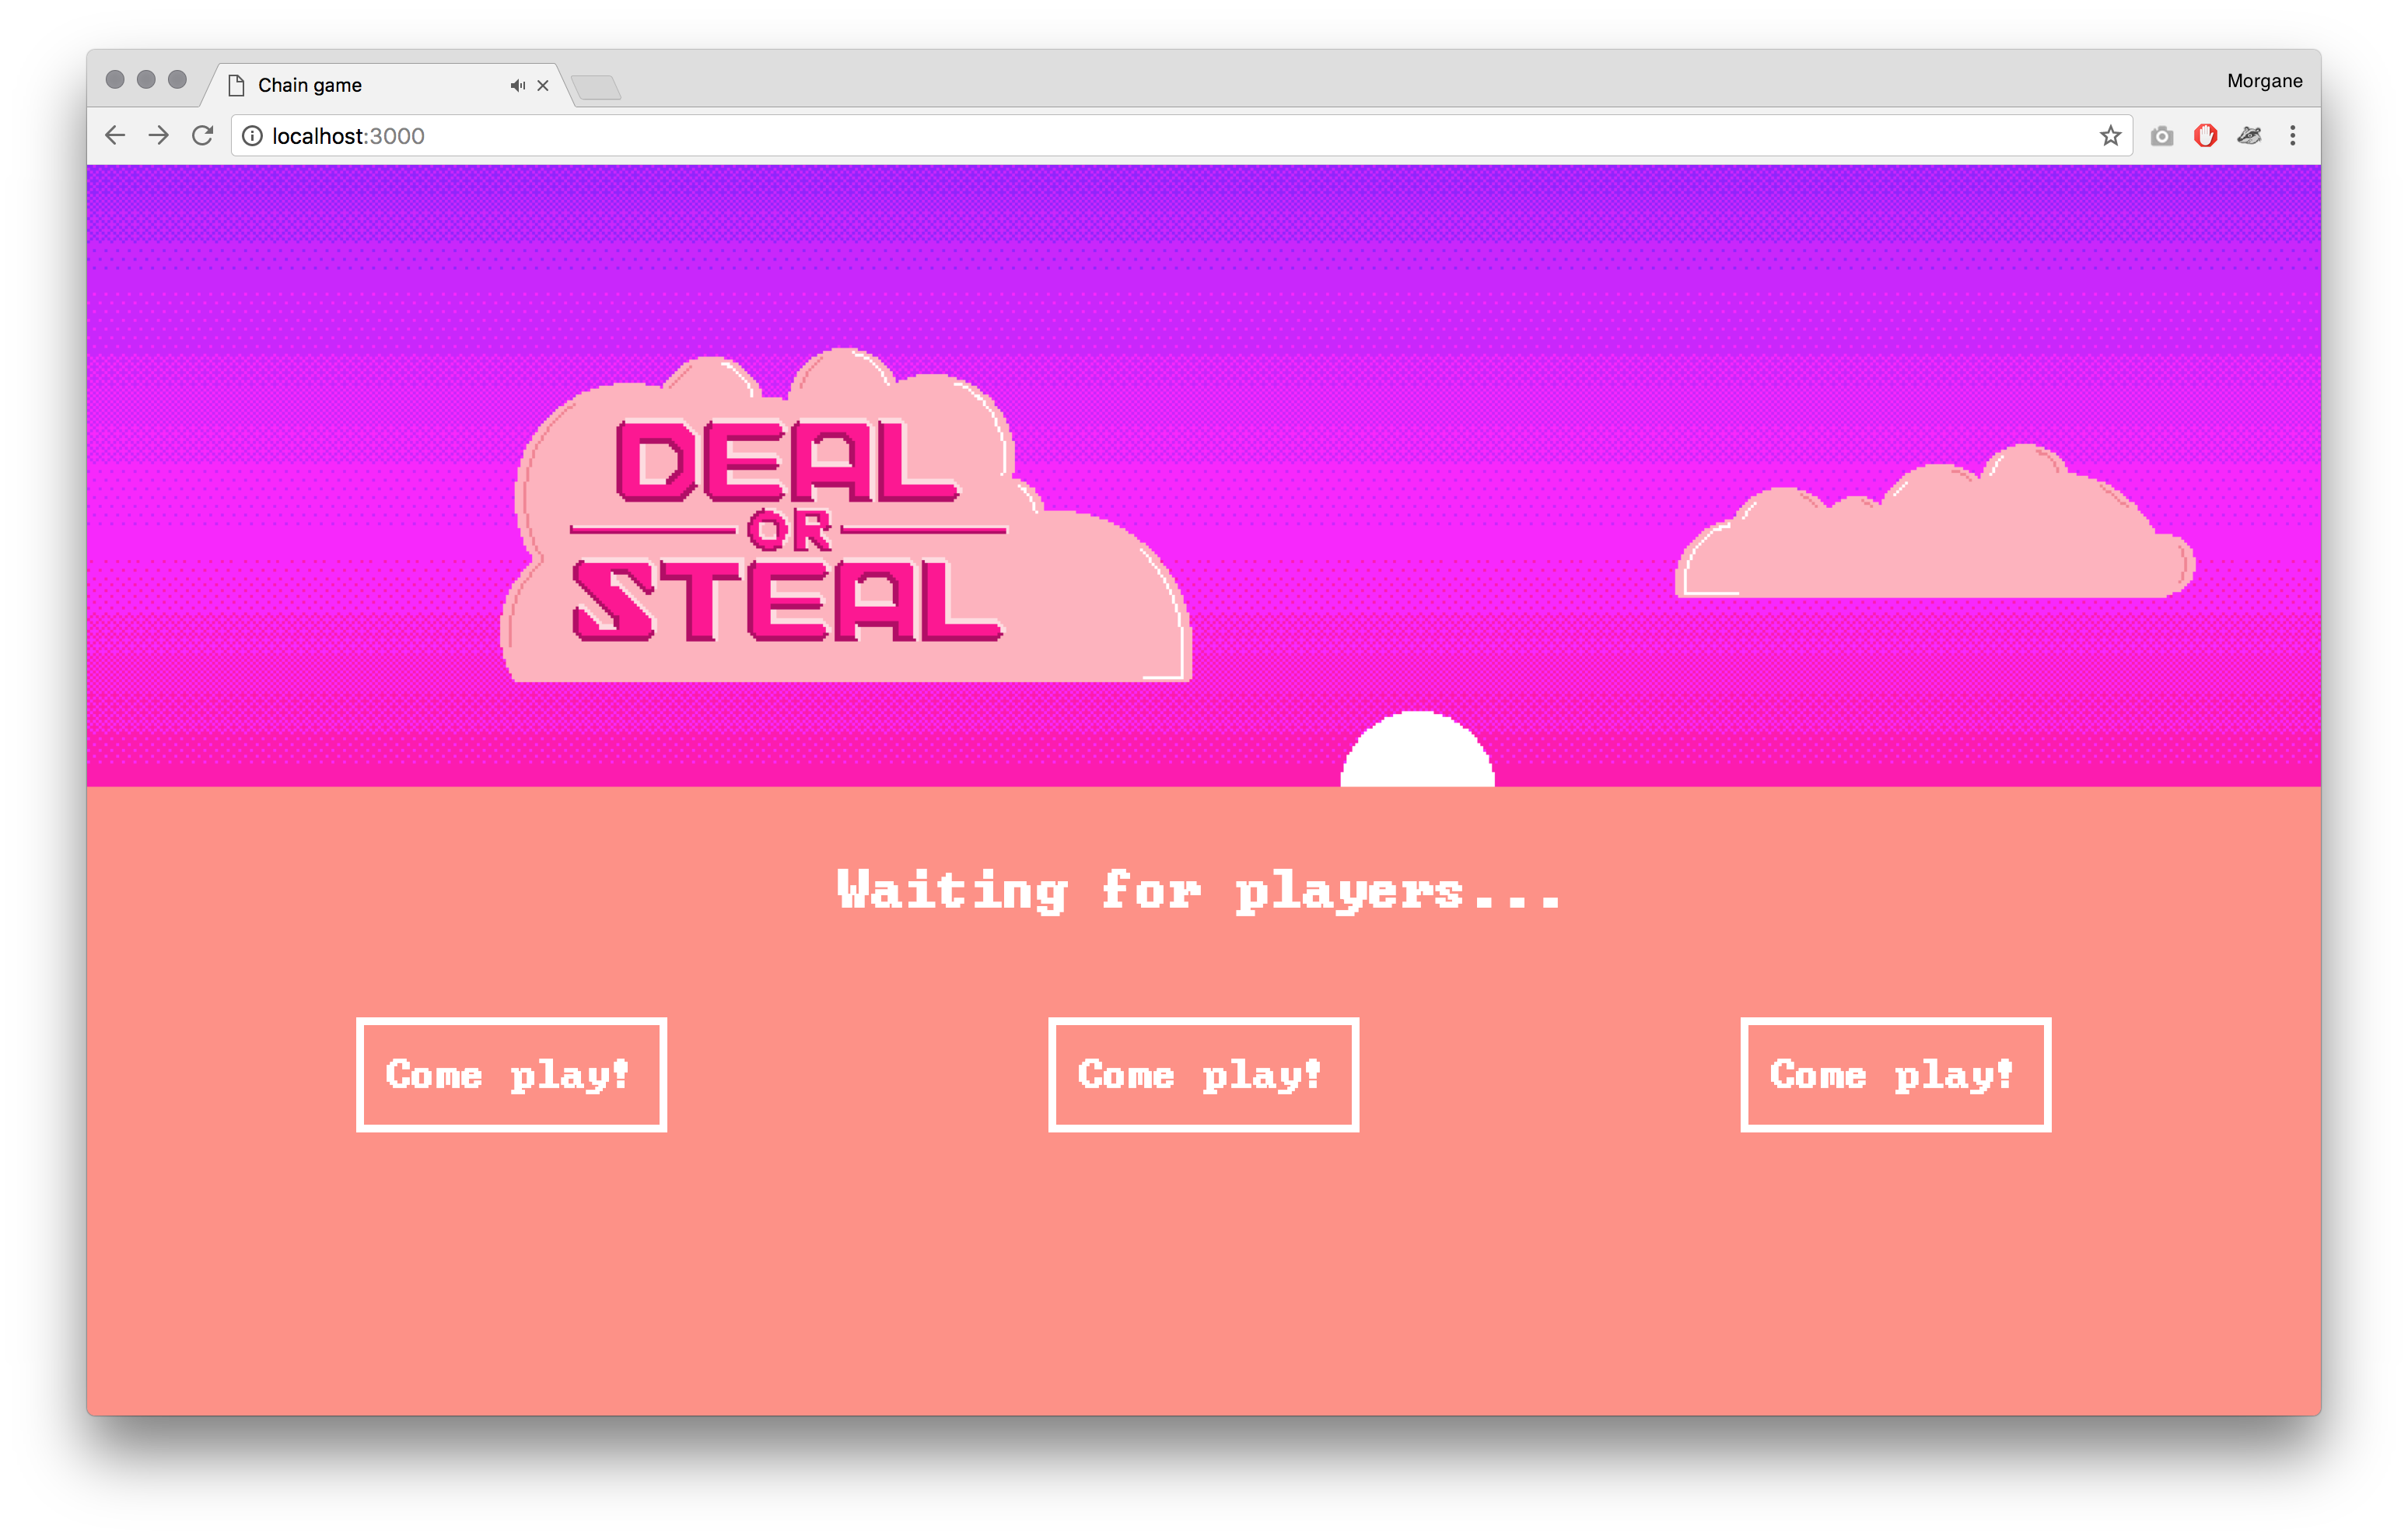 Chain game
Morgane
localhost:3000
DEAL
OR
STEAL
Waiting for players...
Come play!
Come play!
Come play!